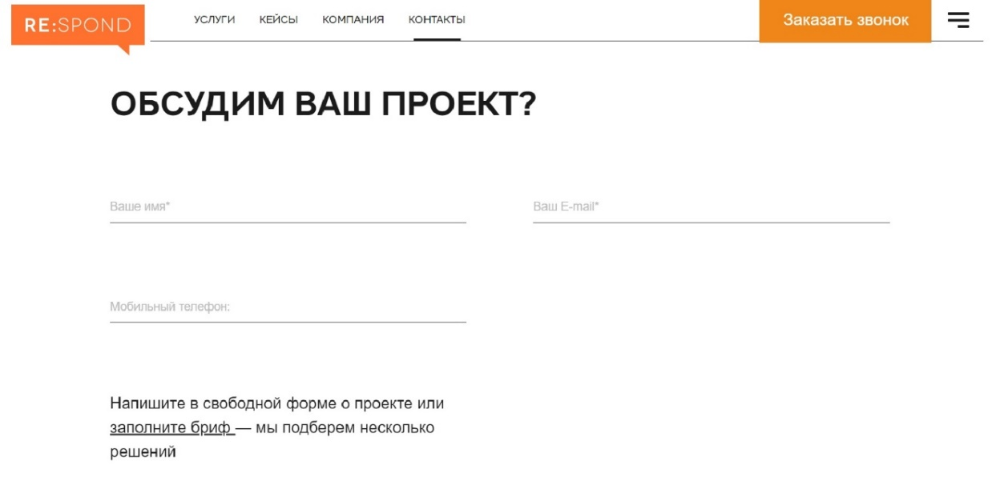 RE:SPOND
УСЛУГИ КЕЙСЫ КОМПАНИЯ КОНТАКТЫ
Заказать звонок
ОБСУДИМ ВАШ ПРОЕКТ?
Ваше имя*
Ваш E-mail*
Мобильный телефон:
Напишите в свободной форме о проекте или
заполните бриф — мы подберем несколько
решений